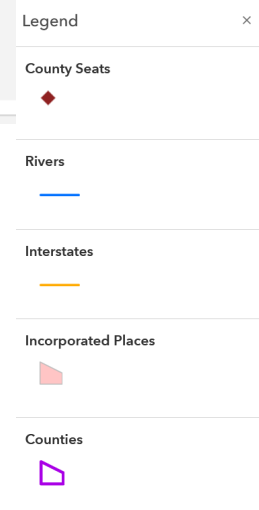 Legend ×
County Seats
Rivers
Interstates
Incorporated Places
Counties